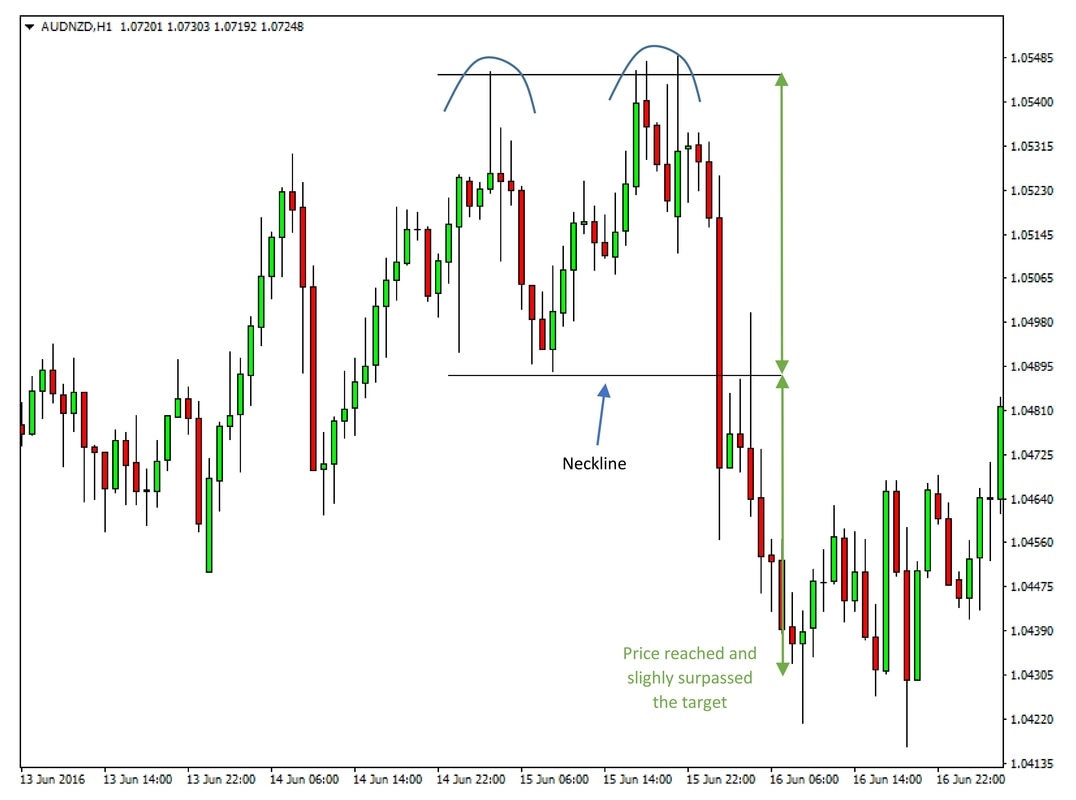 AUDNZD,H1 1.07201 1.07303 1.07192 1.07248
1.05485
1.05400
1.05315
1.05230
1.05145
1.05065
1.04980
1.04895
1.04810
1.04725
1.04640
1.04560
1.04475
1.04390
1.04305
1.04220
1.04135
Neckline
Price reached and
slighly surpassed
the target
13 Jun 2016 13 Jun 14:00 13 Jun 22:00 14 Jun 06:00 14 Jun 14:00 14 Jun 22:00 15 Jun 06:00 15 Jun 14:00 15 Jun 22:00 16 Jun 06:00 16 Jun 14:00 16 Jun 22:00